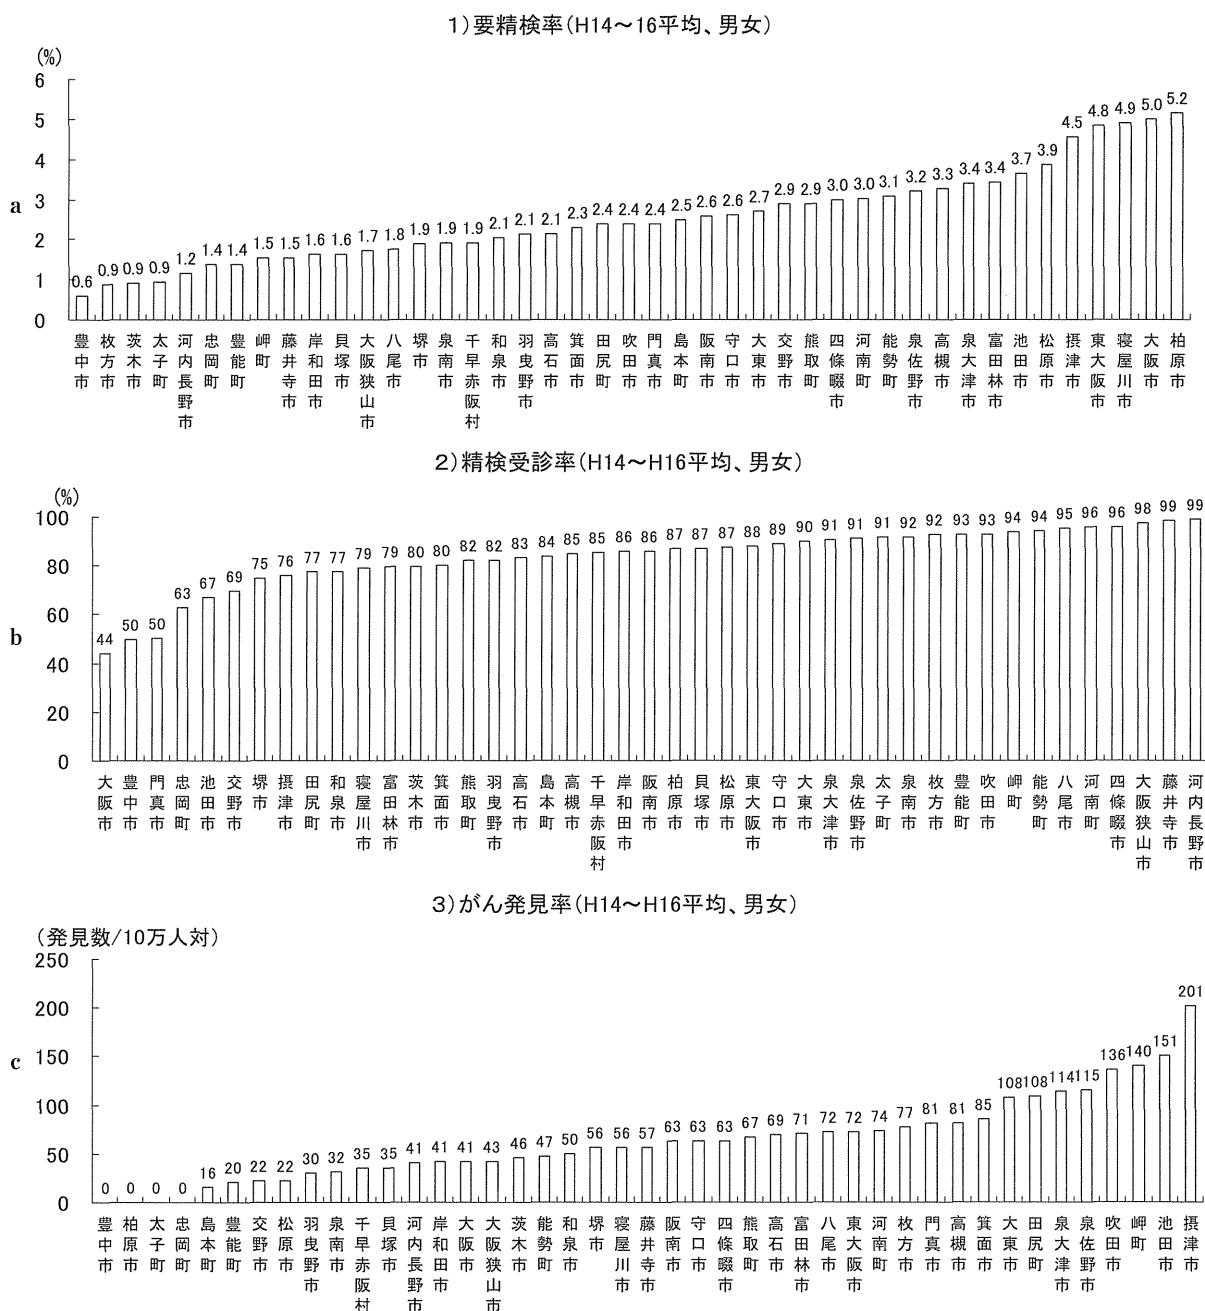 1)要精検率(H14〜16平均、男女)
(%)
6
5
4
3
2
1
0
a
0.6 0.9 0.9 0.9 1.2 1.4 1.4 1.5 1.5 1.6 1.6 1.7 1.8 1.9 1.9 1.9 2.1 2.1 2.1 2.3 2.4 2.4 2.4 2.5 2.6 2.6 2.7 2.9 2.9 3.0 3.0 3.1 3.2 3.3 3.4 3.4 3.7 3.9 4.5 4.8 4.9 5.0 5.2
豊中市 枚方市 茨木市 太子町 河内長野市 忠岡町 豊能町 岬町 藤井寺市 岸和田市 貝塚市 大阪狭山市 八尾市 堺市 泉南市 千早赤阪村 和泉市 羽曳野市 高石市 箕面市 田尻町 吹田市 門真市 島本町 阪南市 守口市 大東市 交野市 熊取町 四條畷市 河南町 能勢町 泉佐野市 高槻市 泉大津市 富田林市 池田市 松原市 摂津市 東大阪市 寝屋川市 大阪市 柏原市
2)精検受診率(H14〜H16平均、男女)
(%)
100
80
60
40
20
0
b
44 50 50 63 67 69 75 76 77 77 79 79 80 80 82 82 83 84 85 85 86 86 87 87 87 88 89 90 91 91 91 92 92 93 93 94 94 95 96 96 98 99 99
大阪市 豊中市 門真市 忠岡町 池田市 交野市 堺市 摂津市 田尻町 和泉市 寝屋川市 富田林市 茨木市 箕面市 熊取町 羽曳野市 高石市 島本町 高槻市 千早赤阪村 岸和田市 阪南市 柏原市 貝塚市 松原市 東大阪市 守口市 大東市 泉大津市 泉佐野市 太子町 泉南市 枚方市 豊能町 吹田市 岬町 能勢町 八尾市 河南町 四條畷市 大阪狭山市 藤井寺市 河内長野市
3)がん発見率(H14〜H16平均、男女)
(発見数/10万人対)
250
200
150
100
50
0
c
0 0 0 0 16 20 22 22 30 32 35 35 41 41 41 43 46 47 50 56 56 57 63 63 63 67 69 71 72 72 74 77 81 81 85 108 108 114 115 136 140 151 201
豊中市 柏原市 太子町 忠岡町 島本町 豊能町 交野市 松原市 羽曳野市 泉南市 千早赤阪村 貝塚市 河内長野市 岸和田市 大阪市 大阪狭山市 茨木市 能勢町 和泉市 堺市 寝屋川市 藤井寺市 阪南市 守口市 四條畷市 熊取町 高石市 富田林市 八尾市 東大阪市 河南町 枚方市 門真市 高槻市 箕面市 大東市 田尻町 泉大津市 泉佐野市 吹田市 岬町 池田市 摂津市